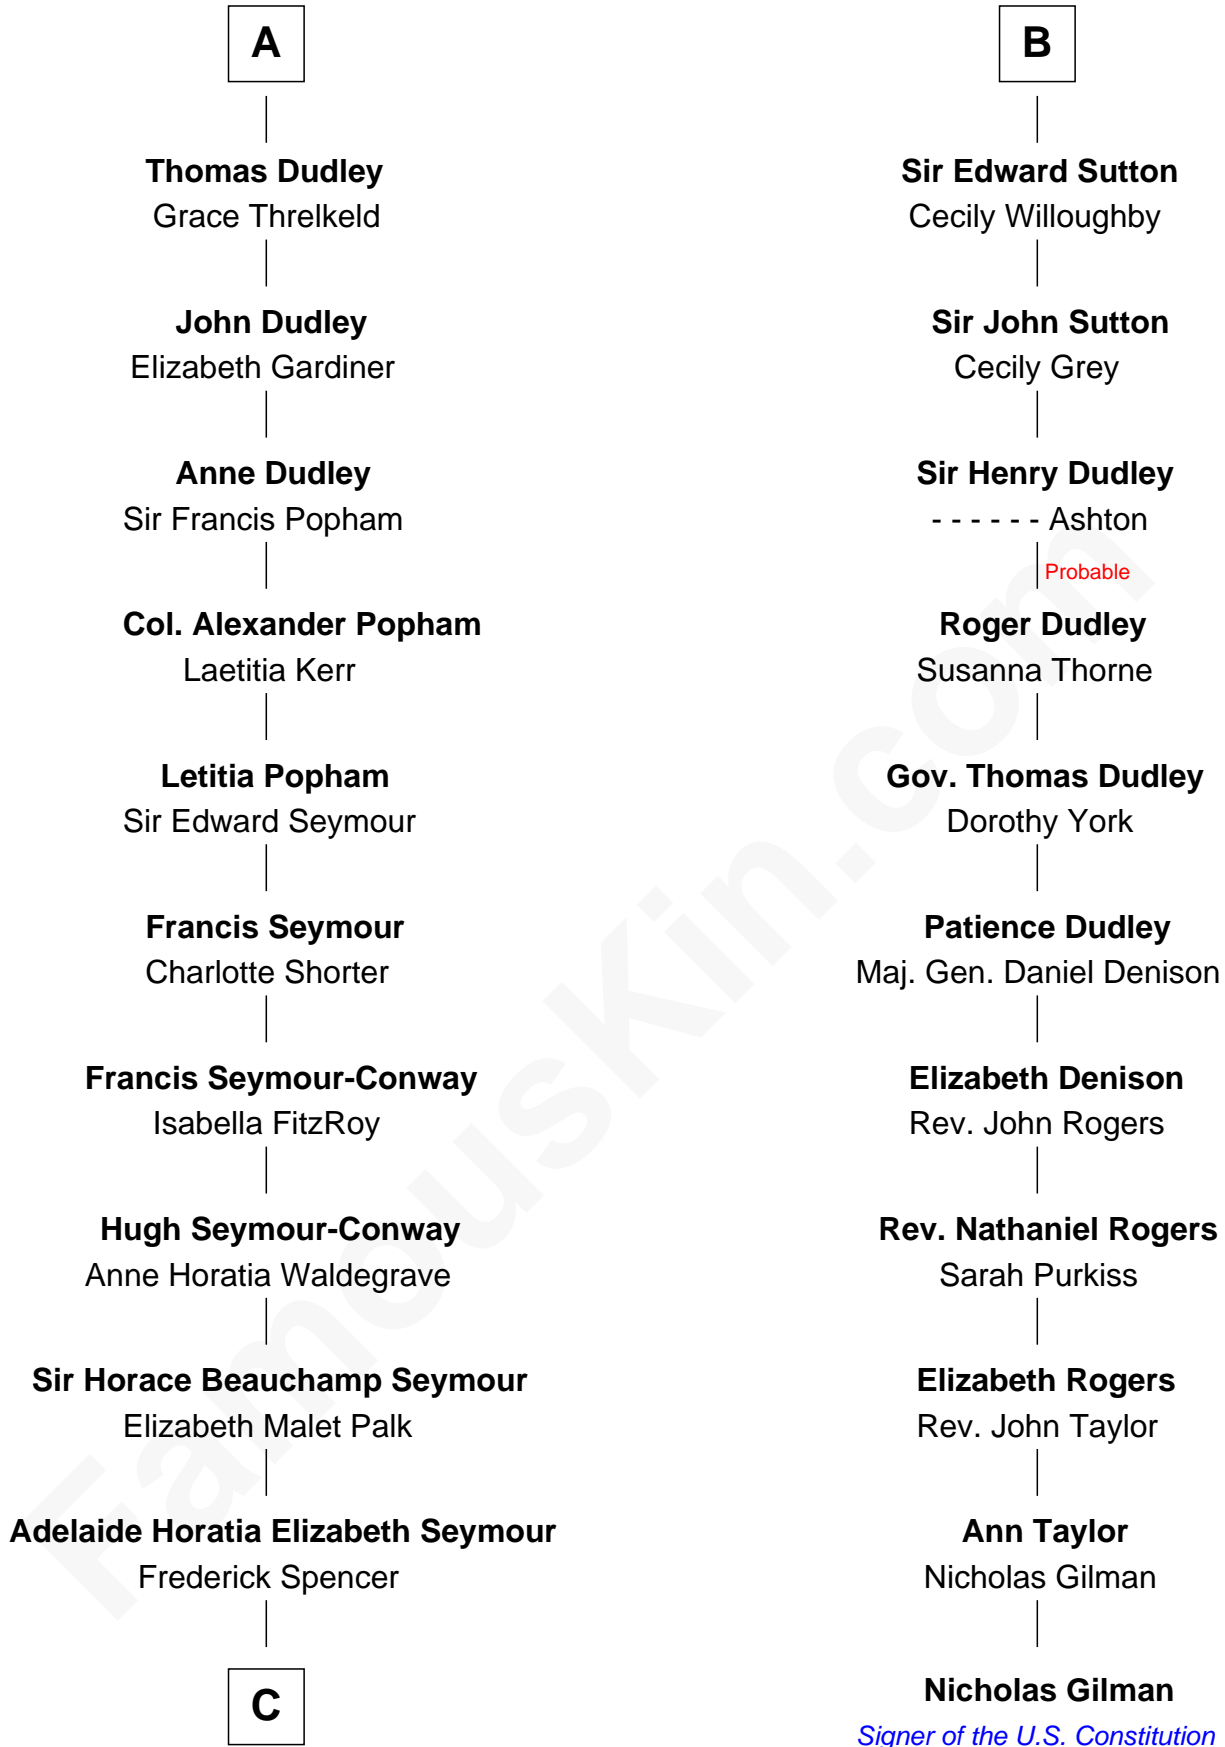 A
Thomas Dudley
Grace Threlkeld
John Dudley
Elizabeth Gardiner
Anne Dudley
Sir Francis Popham
Col. Alexander Popham
Laetitia Kerr
Letitia Popham
Sir Edward Seymour
Francis Seymour
Charlotte Shorter
Francis Seymour-Conway
Isabella FitzRoy
Hugh Seymour-Conway
Anne Horatia Waldegrave
Sir Horace Beauchamp Seymour
Elizabeth Malet Palk
Adelaide Horatia Elizabeth Seymour
Frederick Spencer
C
B
Sir Edward Sutton
Cecily Willoughby
Sir John Sutton
Cecily Grey
Sir Henry Dudley
- - - - - - Ashton
Probable
Roger Dudley
Susanna Thorne
Gov. Thomas Dudley
Dorothy York
Patience Dudley
Maj. Gen. Daniel Denison
Elizabeth Denison
Rev. John Rogers
Rev. Nathaniel Rogers
Sarah Purkiss
Elizabeth Rogers
Rev. John Taylor
Ann Taylor
Nicholas Gilman
Nicholas Gilman
Signer of the U.S. Constitution
FamousKin.com